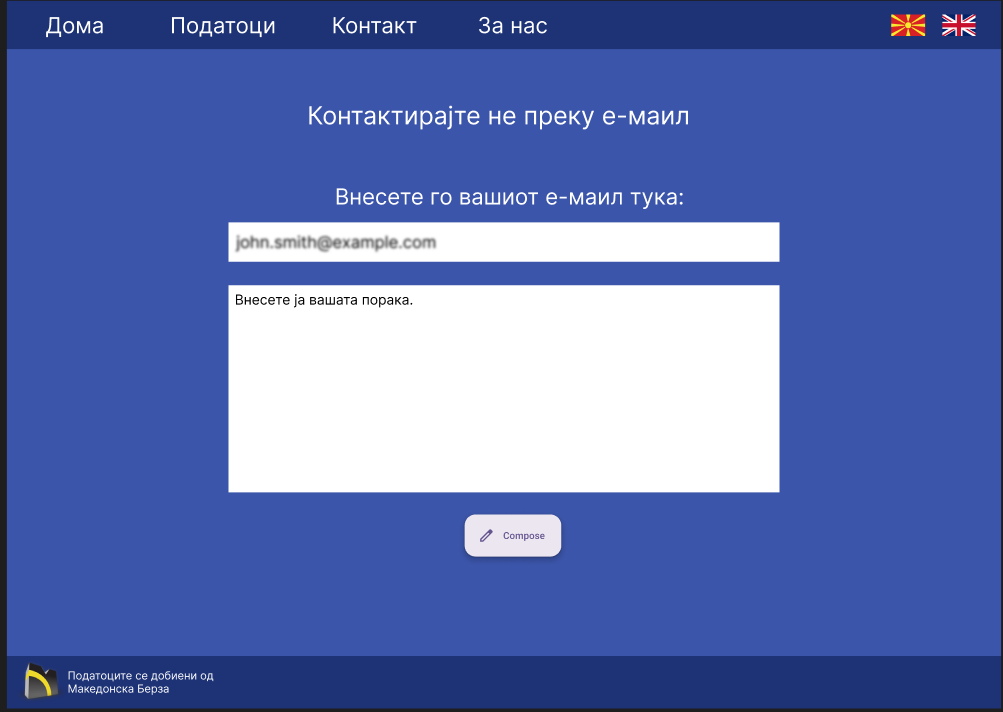 Дома Податоци Контакт За нас
Контактирајте не преку е-маил
Внесете го вашиот е-маил тука:
john.smith@example.com
Внесете ја вашата порака.
Compose
Податоците се добиени од
Македонска Берза